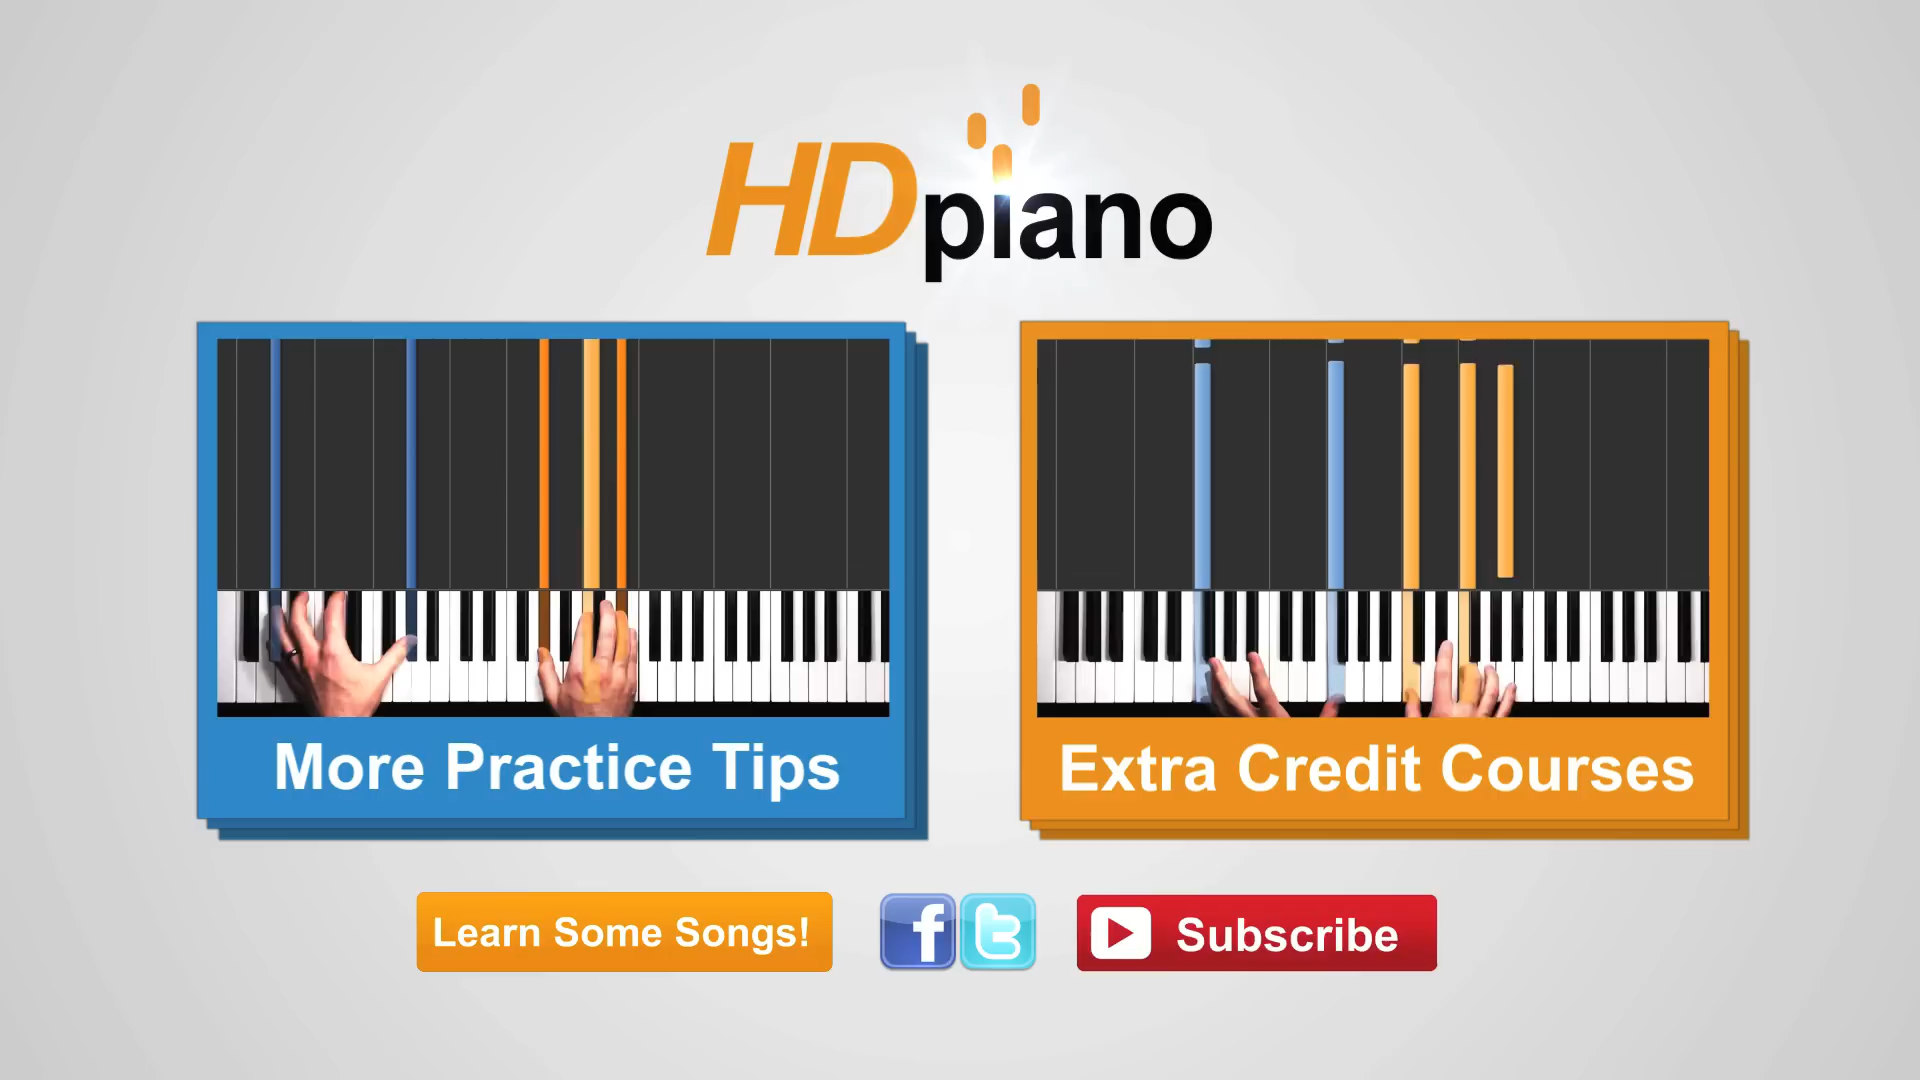 HDpiano
More Practice Tips
Extra Credit Courses
Learn Some Songs!
f
t
Subscribe